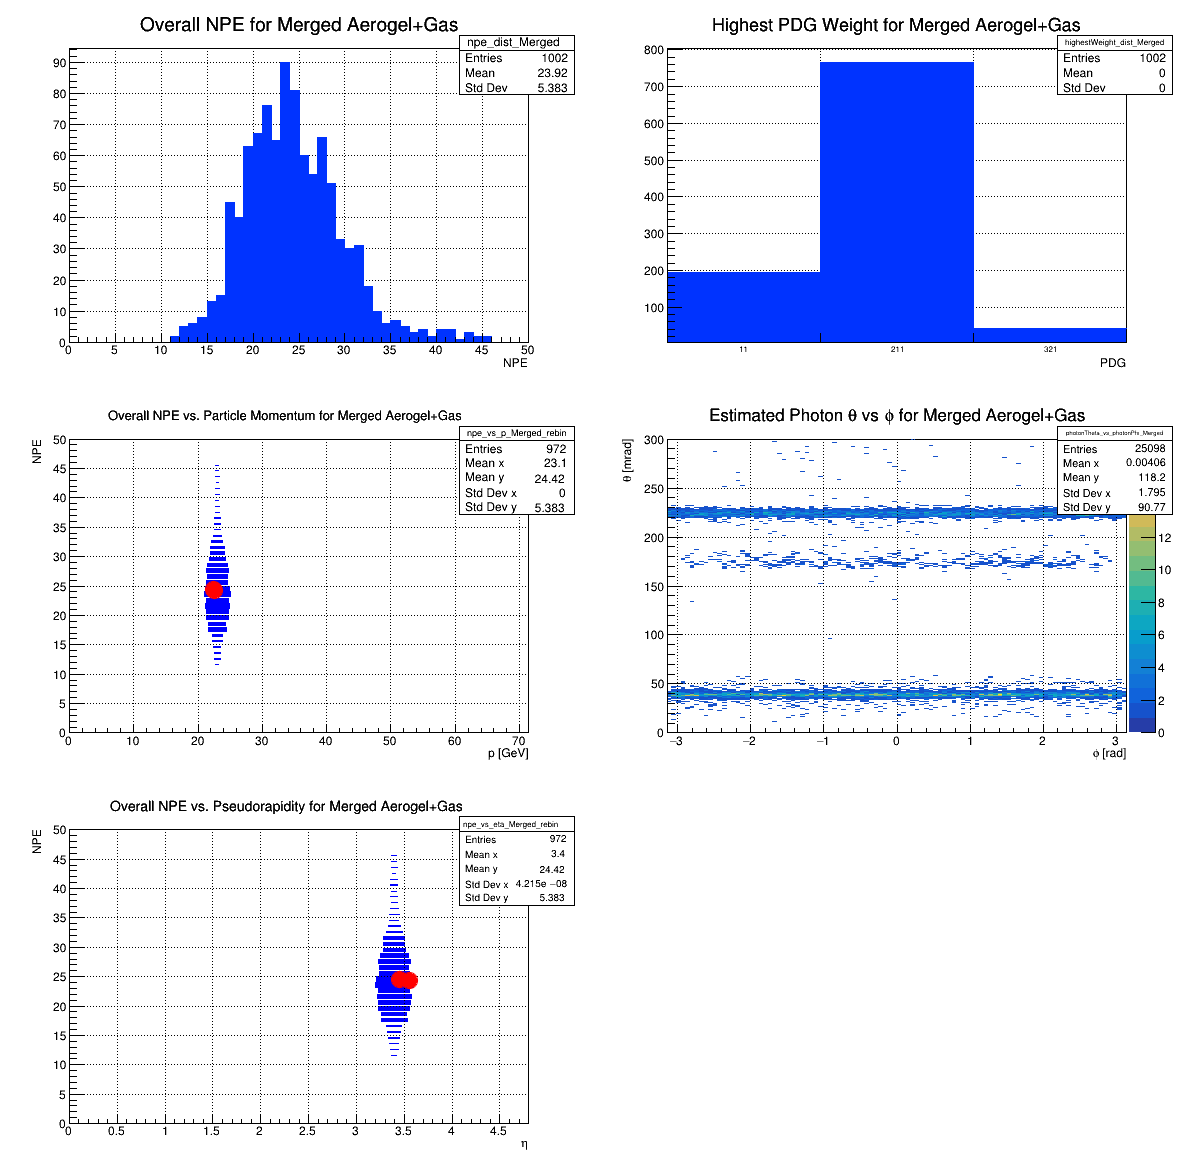 Overall NPE for Merged Aerogel+Gas
npe_dist_Merged
Entries 1002
Mean 23.92
Std Dev 5.383
90
80
70
60
50
40
30
20
10
0
0 5 10 15 20 25 30 35 40 45 50
NPE
Highest PDG Weight for Merged Aerogel+Gas
highestWeight_dist_Merged
Entries 1002
Mean 0
Std Dev 0
800
700
600
500
400
300
200
100
11 211 321
PDG
Overall NPE vs. Particle Momentum for Merged Aerogel+Gas
npe_vs_p_Merged_rebin
Entries 972
Mean x 23.1
Mean y 24.42
Std Dev x 0
Std Dev y 5.383
NPE
50
45
40
35
30
25
20
15
10
5
0
0 10 20 30 40 50 60 70
p [GeV]
Estimated Photon θ vs ϕ for Merged Aerogel+Gas
photonTheta_vs_photonPhi_Merged
Entries 25098
Mean x 0.00406
Mean y 118.2
Std Dev x 1.795
Std Dev y 90.77
θ [mrad]
300
250
200
150
100
50
0
−3 −2 −1 0 1 2 3
ϕ [rad]
12
10
8
6
4
2
0
Overall NPE vs. Pseudorapidity for Merged Aerogel+Gas
npe_vs_eta_Merged_rebin
Entries 972
Mean x 3.4
Mean y 24.42
Std Dev x 4.215e −08
Std Dev y 5.383
NPE
50
45
40
35
30
25
20
15
10
5
0
0 0.5 1 1.5 2 2.5 3 3.5 4 4.5
η